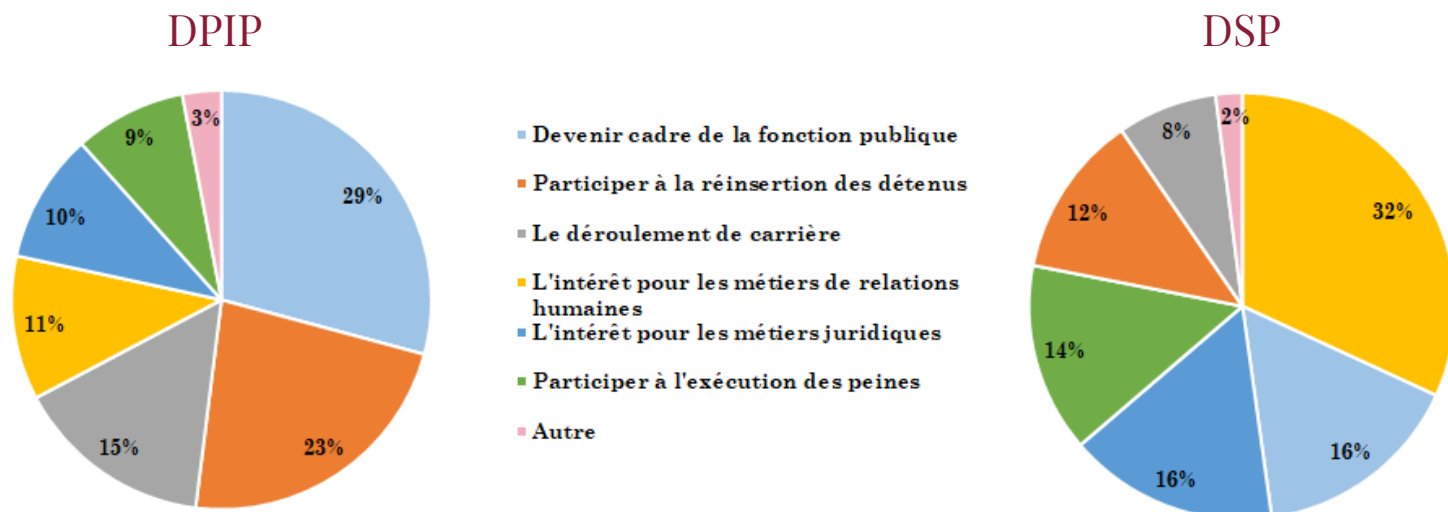 DPIP
DSP
3%
9%
29%
10%
11%
15%
23%
Devenir cadre de la fonction publique
Participer à la réinsertion des détenus
Le déroulement de carrière
L'intérêt pour les métiers de relations
humaines
L'intérêt pour les métiers juridiques
Participer à l'exécution des peines
Autre
2%
8%
32%
12%
14%
16%
16%